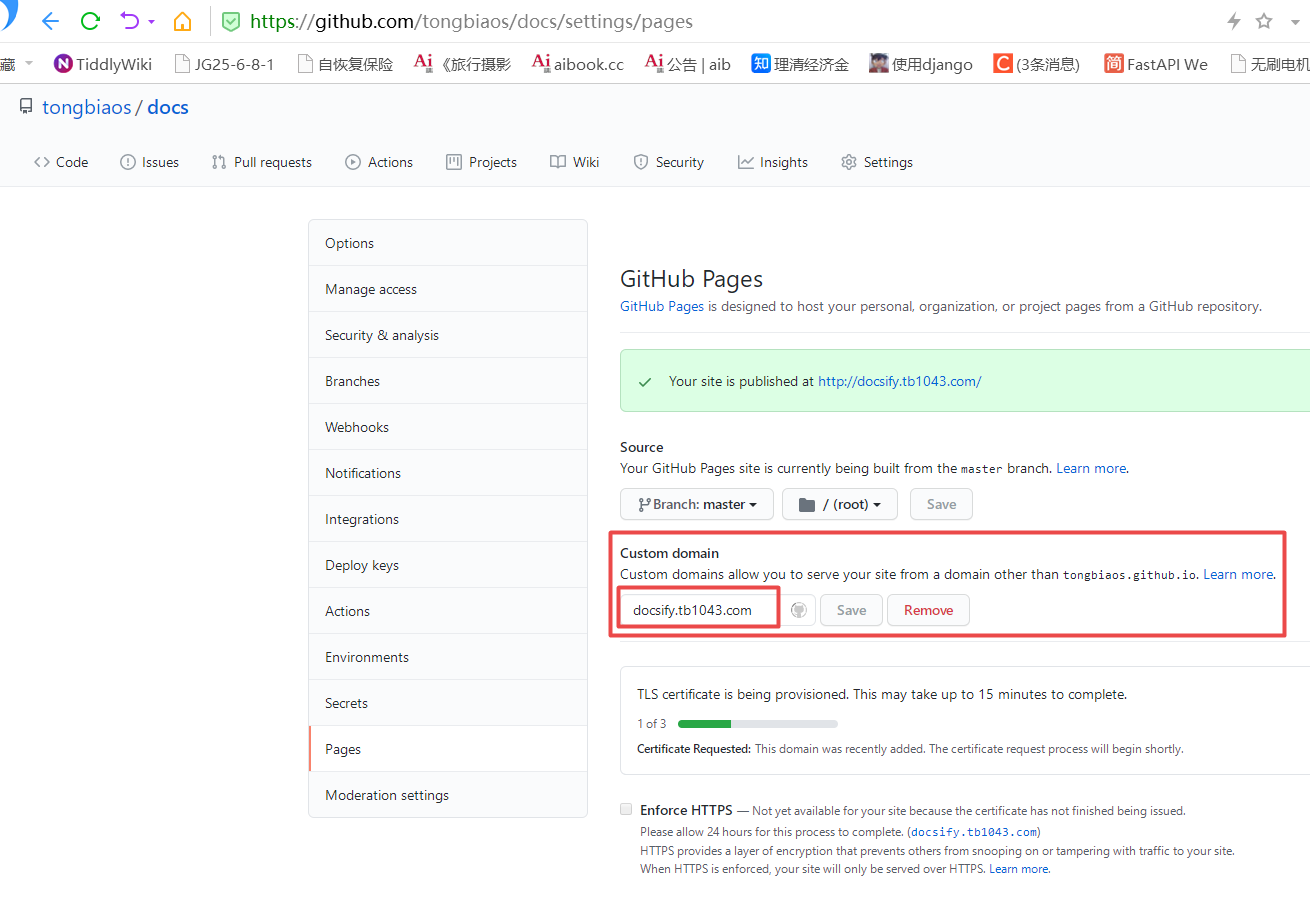 https://github.com/tongbiaos/docs/settings/pages
藏 TiddlyWiki JG25-6-8-1 自恢复保险 Ai《旅行摄影 Ai aibook.cc Ai 公告 | aib 知 理清经济金 使用django C (3条消息) 简 FastAPI We 无刷电机
tongbiaos / docs
Code Issues Pull requests Actions Projects Wiki Security Insights Settings
Options
Manage access
Security & analysis
Branches
Webhooks
Notifications
Integrations
Deploy keys
Actions
Environments
Secrets
Pages
Moderation settings
GitHub Pages
GitHub Pages is designed to host your personal, organization, or project pages from a GitHub repository.
Your site is published at http://docsify.tb1043.com/
Source
Your GitHub Pages site is currently being built from the master branch. Learn more.
Branch: master / (root) Save
Custom domain
Custom domains allow you to serve your site from a domain other than tongbiaos.github.io. Learn more.
docsify.tb1043.com Save Remove
TLS certificate is being provisioned. This may take up to 15 minutes to complete.
1 of 3
Certificate Requested: This domain was recently added. The certificate request process will begin shortly.
Enforce HTTPS — Not yet available for your site because the certificate has not finished being issued.
Please allow 24 hours for this process to complete. (docsify.tb1043.com)
HTTPS provides a layer of encryption that prevents others from snooping on or tampering with traffic to your site.
When HTTPS is enforced, your site will only be served over HTTPS. Learn more.